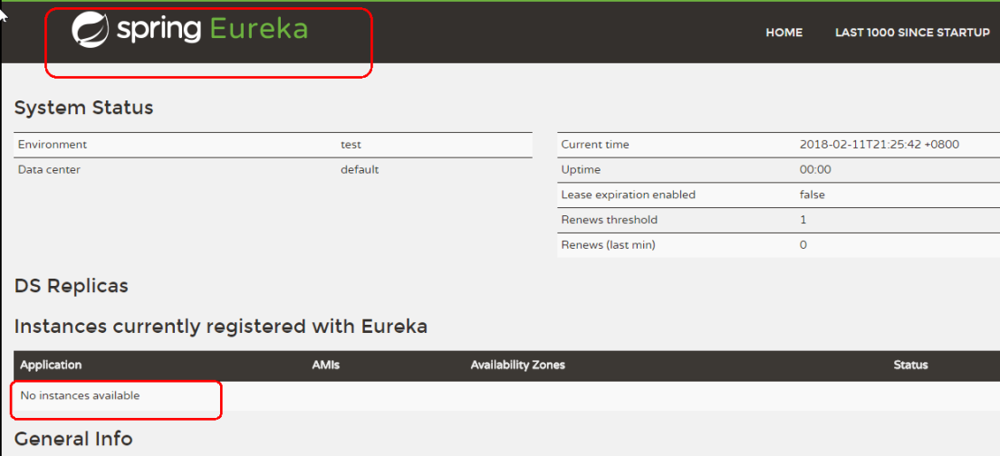 spring Eureka
HOME LAST 1000 SINCE STARTUP
System Status
Environment test
Data center default
Current time 2018-02-11T21:25:42 +0800
Uptime 00:00
Lease expiration enabled false
Renews threshold 1
Renews (last min) 0
DS Replicas
Instances currently registered with Eureka
Application AMIs Availability Zones Status
No instances available
General Info